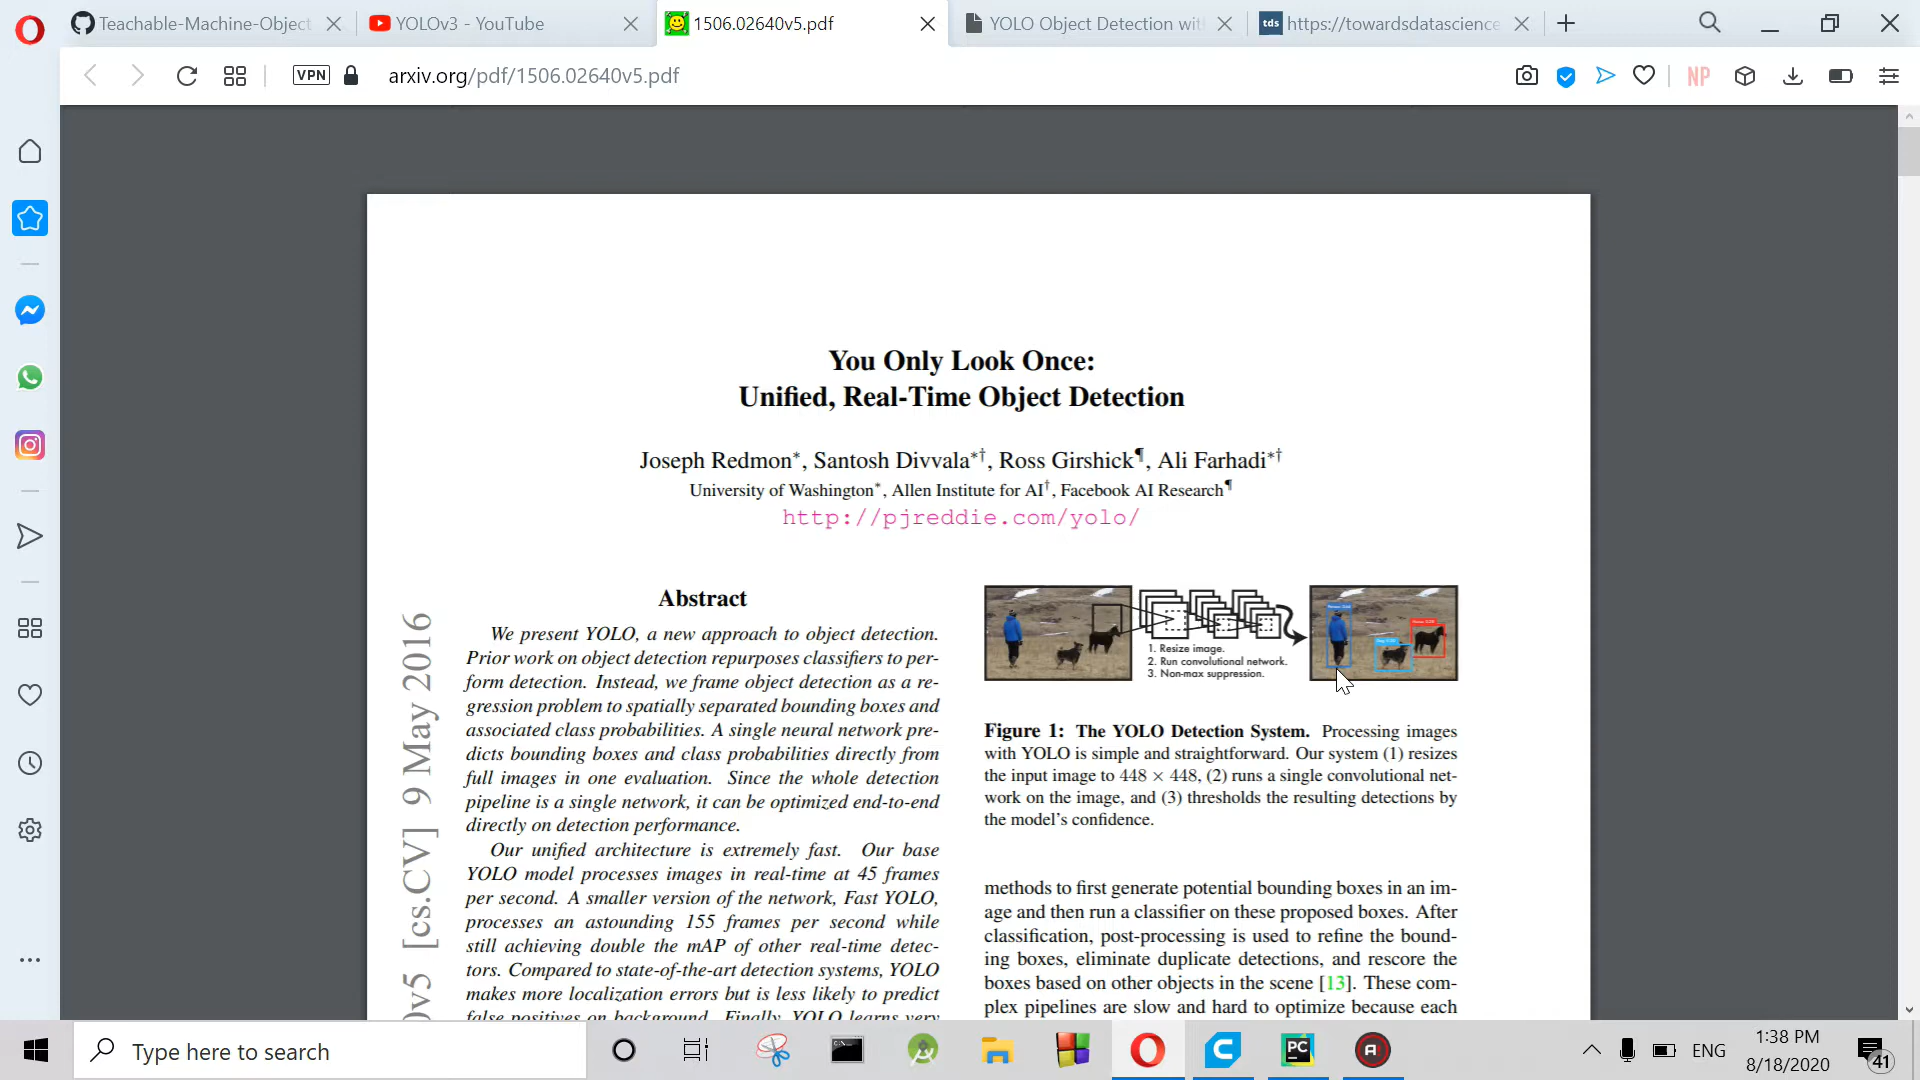 Teachable-Machine-Object
YOLOv3 - YouTube
1506.02640v5.pdf
YOLO Object Detection wit
tds https://towardsdatascience
VPN
arxiv.org/pdf/1506.02640v5.pdf
NP
You Only Look Once:
Unified, Real-Time Object Detection
Joseph Redmon*, Santosh Divvala*†, Ross Girshick¶, Ali Farhadi*†
University of Washington*, Allen Institute for AI†, Facebook AI Research¶
http://pjreddie.com/yolo/
0v5 [cs.CV] 9 May 2016
Abstract
We present YOLO, a new approach to object detection.
Prior work on object detection repurposes classifiers to per-
form detection. Instead, we frame object detection as a re-
gression problem to spatially separated bounding boxes and
associated class probabilities. A single neural network pre-
dicts bounding boxes and class probabilities directly from
full images in one evaluation. Since the whole detection
pipeline is a single network, it can be optimized end-to-end
directly on detection performance.
Our unified architecture is extremely fast. Our base
YOLO model processes images in real-time at 45 frames
per second. A smaller version of the network, Fast YOLO,
processes an astounding 155 frames per second while
still achieving double the mAP of other real-time detec-
tors. Compared to state-of-the-art detection systems, YOLO
makes more localization errors but is less likely to predict
false positives on background. Finally, YOLO learns very
1. Resize image.
2. Run convolutional network.
3. Non-max suppression.
Figure 1: The YOLO Detection System. Processing images
with YOLO is simple and straightforward. Our system (1) resizes
the input image to 448 × 448, (2) runs a single convolutional net-
work on the image, and (3) thresholds the resulting detections by
the model's confidence.
methods to first generate potential bounding boxes in an im-
age and then run a classifier on these proposed boxes. After
classification, post-processing is used to refine the bound-
ing boxes, eliminate duplicate detections, and rescore the
boxes based on other objects in the scene [13]. These com-
plex pipelines are slow and hard to optimize because each
Type here to search
PC
ENG
1:38 PM
8/18/2020
41